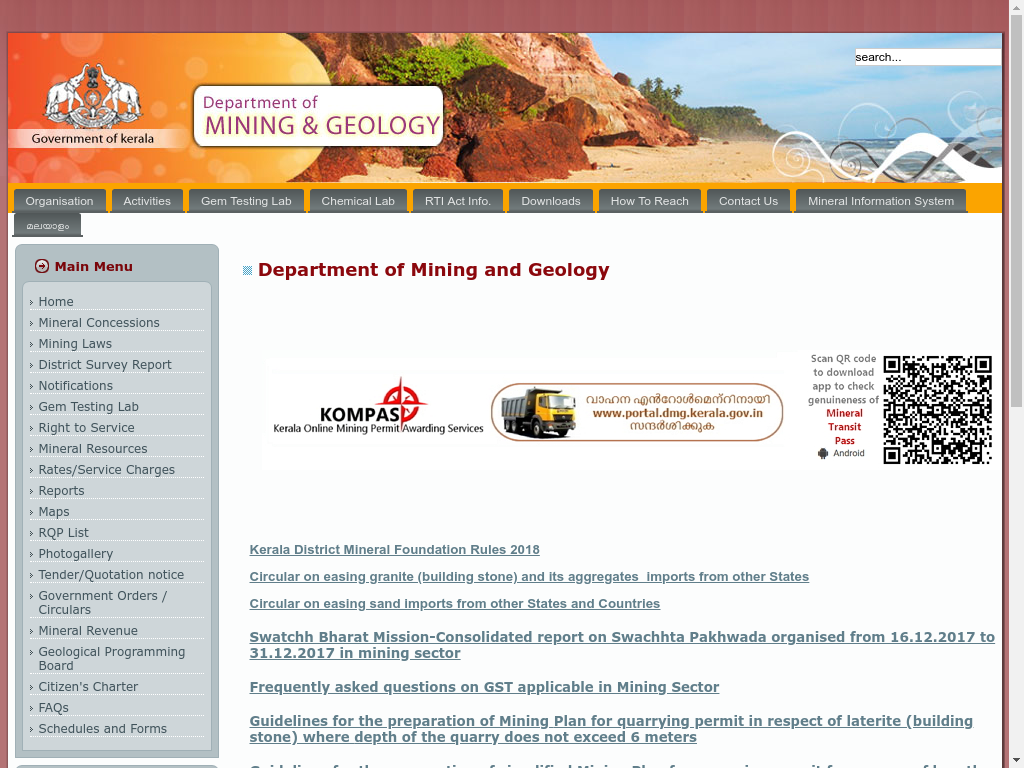 search...
Government of kerala
Department of
MINING & GEOLOGY
Organisation
Activities
Gem Testing Lab
Chemical Lab
RTI Act Info.
Downloads
How To Reach
Contact Us
Mineral Information System
മലയാളം
Main Menu
Home
Mineral Concessions
Mining Laws
District Survey Report
Notifications
Gem Testing Lab
Right to Service
Mineral Resources
Rates/Service Charges
Reports
Maps
RQP List
Photogallery
Tender/Quotation notice
Government Orders /
Circulars
Mineral Revenue
Geological Programming
Board
Citizen's Charter
FAQs
Schedules and Forms
Department of Mining and Geology
KOMPAS
Kerala Online Mining Permit Awarding Services
വാഹന എൻറോൾമെന്റിനായി
www.portal.dmg.kerala.gov.in
സന്ദർശിക്കുക
Scan QR code
to download
app to check
genuineness of
Mineral
Transit
Pass
Android
Kerala District Mineral Foundation Rules 2018
Circular on easing granite (building stone) and its aggregates  imports from other States
Circular on easing sand imports from other States and Countries
Swatchh Bharat Mission-Consolidated report on Swachhta Pakhwada organised from 16.12.2017 to
31.12.2017 in mining sector
Frequently asked questions on GST applicable in Mining Sector
Guidelines for the preparation of Mining Plan for quarrying permit in respect of laterite (building
stone) where depth of the quarry does not exceed 6 meters